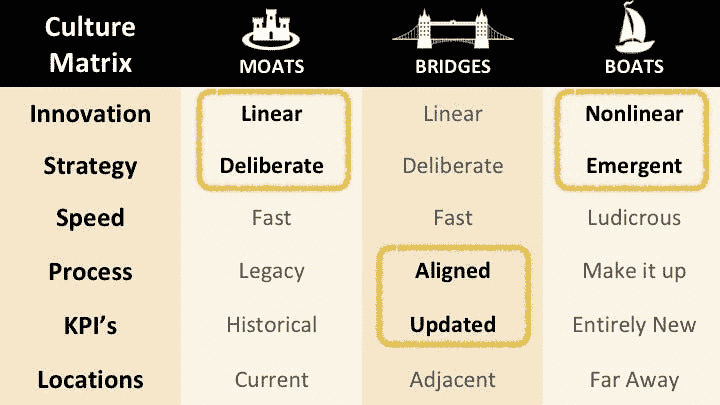 Culture
Matrix
MOATS BRIDGES BOATS
Innovation Linear Linear Nonlinear
Strategy Deliberate Deliberate Emergent
Speed Fast Fast Ludicrous
Process Legacy Aligned Make it up
KPI’s Historical Updated Entirely New
Locations Current Adjacent Far Away